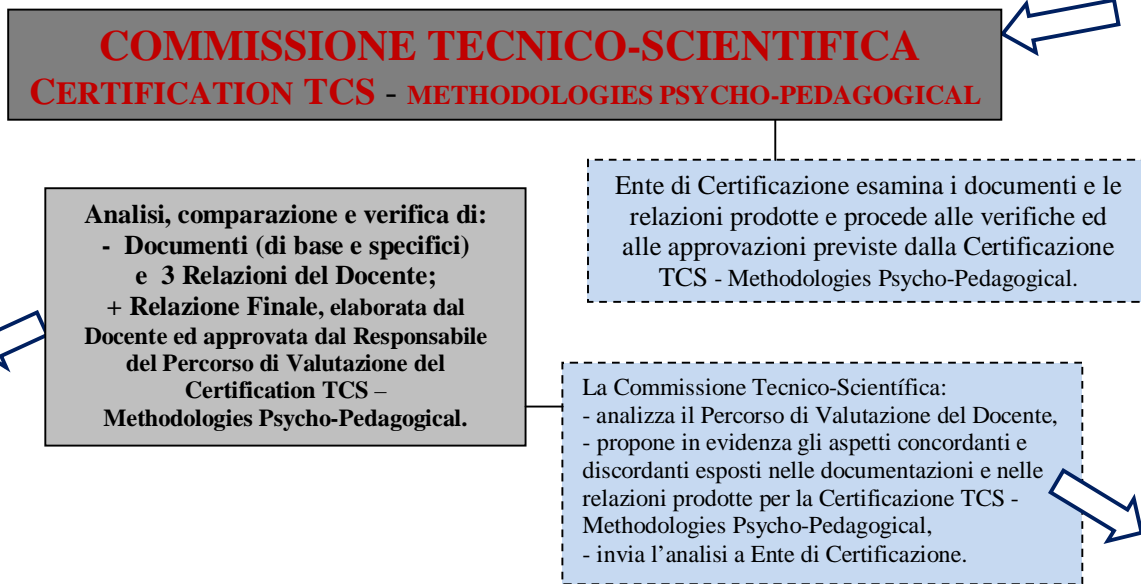 COMMISSIONE TECNICO-SCIENTIFICA
CERTIFICATION TCS - METHODOLOGIES PSYCHO-PEDAGOGICAL
Ente di Certificazione esamina i documenti e le
relazioni prodotte e procede alle verifiche ed
alle approvazioni previste dalla Certificazione
TCS - Methodologies Psycho-Pedagogical.
Analisi, comparazione e verifica di:
- Documenti (di base e specifici)
e 3 Relazioni del Docente;
+ Relazione Finale, elaborata dal
Docente ed approvata dal Responsabile
del Percorso di Valutazione del
Certification TCS –
Methodologies Psycho-Pedagogical.
La Commissione Tecnico-Scientífica:
- analizza il Percorso di Valutazione del Docente,
- propone in evidenza gli aspetti concordanti e
discordanti esposti nelle documentazioni e nelle
relazioni prodotte per la Certificazione TCS -
Methodologies Psycho-Pedagogical,
- invia l’analisi a Ente di Certificazione.